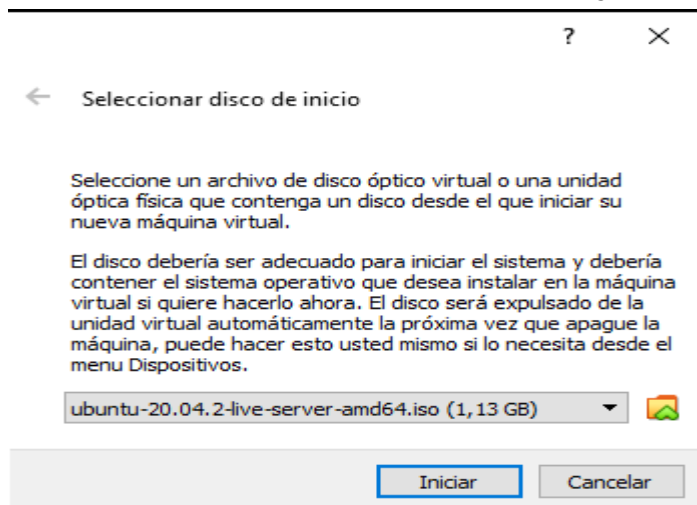 ?
Seleccionar disco de inicio
Seleccione un archivo de disco óptico virtual o una unidad
óptica física que contenga un disco desde el que iniciar su
nueva máquina virtual.
El disco debería ser adecuado para iniciar el sistema y debería
contener el sistema operativo que desea instalar en la máquina
virtual si quiere hacerlo ahora. El disco será expulsado de la
unidad virtual automáticamente la próxima vez que apague la
máquina, puede hacer esto usted mismo si lo necesita desde el
menu Dispositivos.
ubuntu-20.04.2-live-server-amd64.iso (1,13 GB)
Iniciar Cancelar